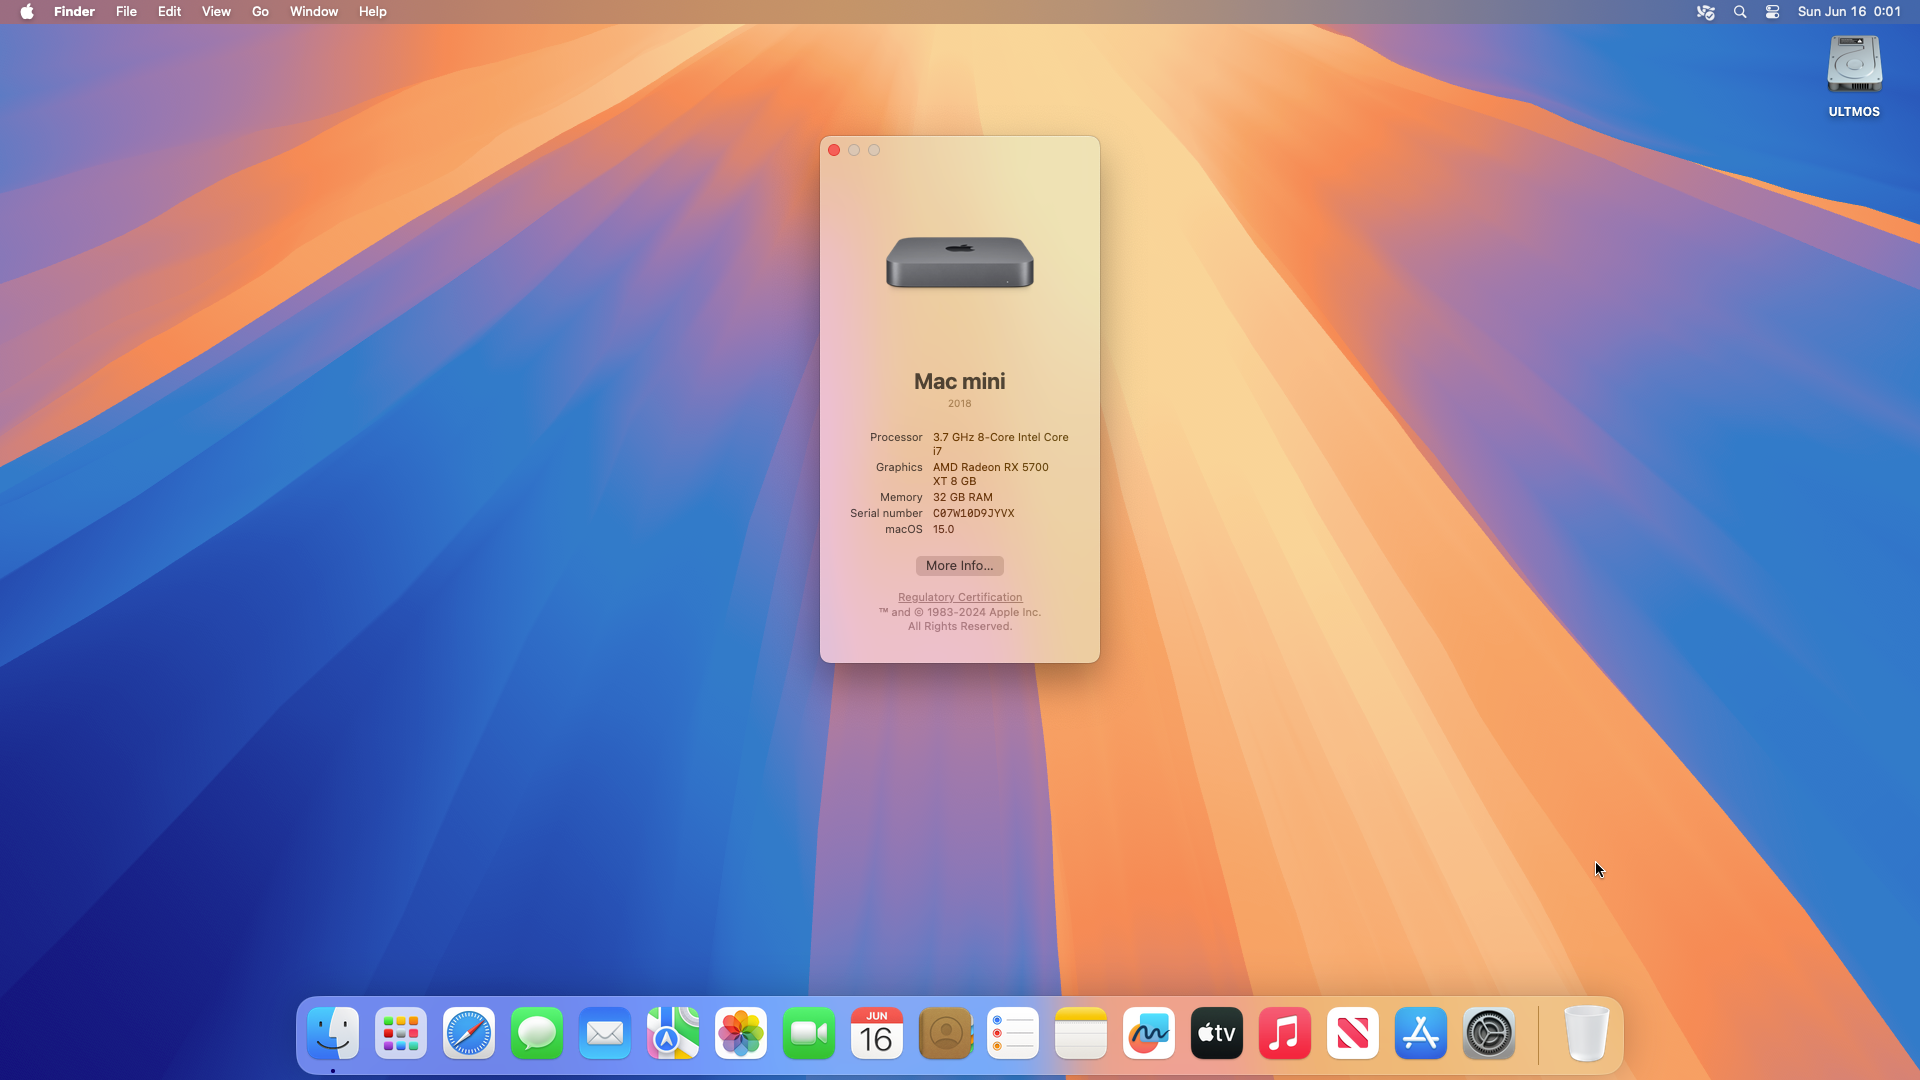 Finder File Edit View Go Window Help
Sun Jun 16 0:01
ULTMOS
Mac mini
2018
Processor 3.7 GHz 8-Core Intel Core
i7
Graphics AMD Radeon RX 5700
XT 8 GB
Memory 32 GB RAM
Serial number C07W10D9JYVX
macOS 15.0
More Info...
Regulatory Certification
™ and © 1983-2024 Apple Inc.
All Rights Reserved.
JUN
16
tv